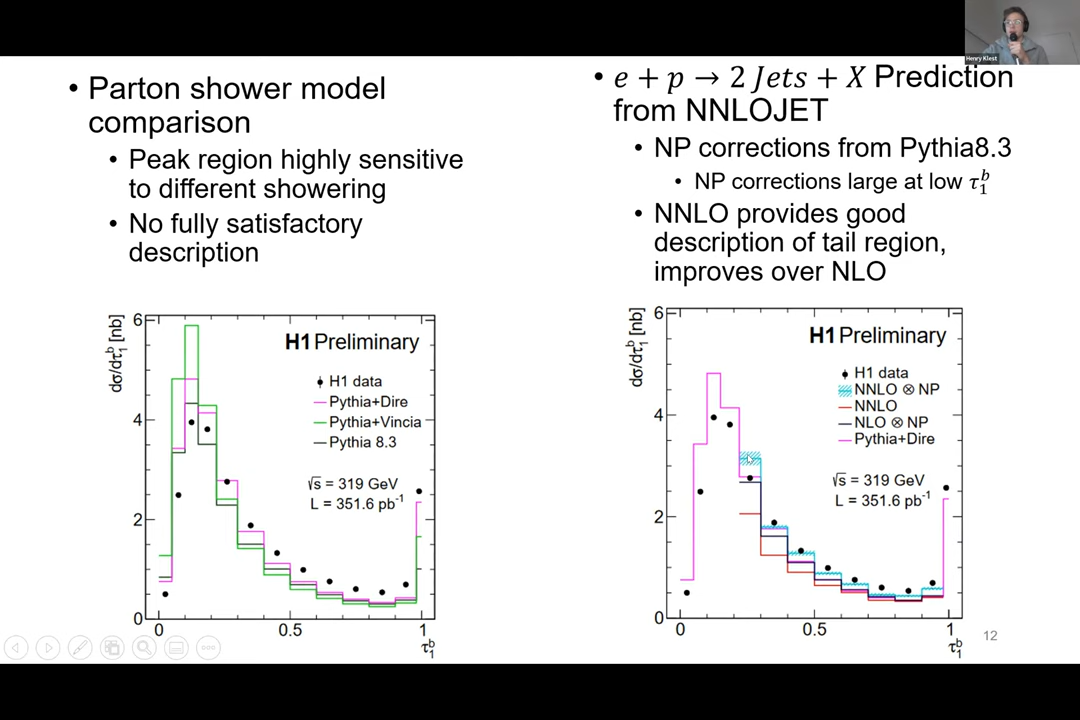 Henry Klest
• Parton shower model
comparison
• Peak region highly sensitive
to different showering
• No fully satisfactory
description
dσ/dτ₁ᵇ [nb]
6
4
2
0
H1 Preliminary
H1 data
Pythia+Dire
Pythia+Vincia
Pythia 8.3
√s = 319 GeV
L = 351.6 pb⁻¹
0
0.5
1
τ₁ᵇ
• e + p → 2 Jets + X Prediction
from NNLOJET
• NP corrections from Pythia8.3
• NP corrections large at low τ₁ᵇ
• NNLO provides good
description of tail region,
improves over NLO
dσ/dτ₁ᵇ [nb]
6
4
2
0
H1 Preliminary
H1 data
NNLO ⊗ NP
NNLO
NLO ⊗ NP
Pythia+Dire
√s = 319 GeV
L = 351.6 pb⁻¹
0
0.5
1
τ₁ᵇ
12